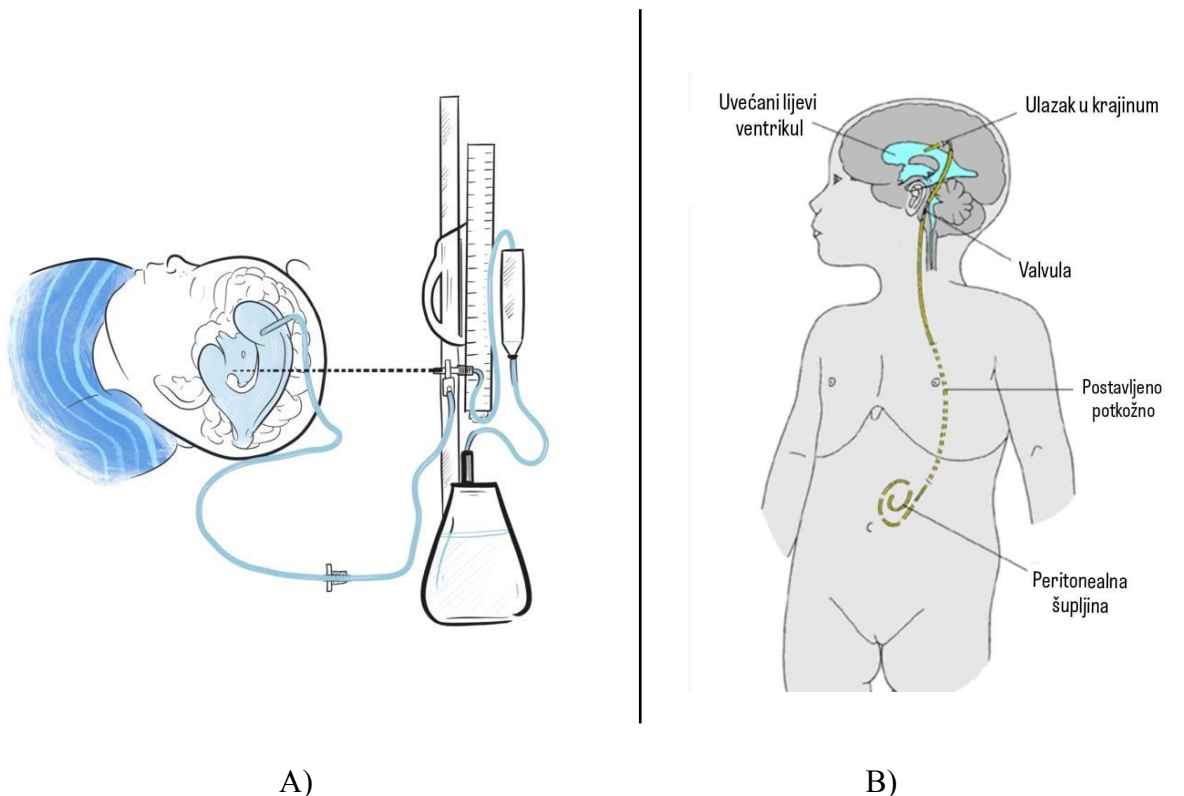 Uvećani lijevi
ventrikul
Ulazak u krajinum
Valvula
Postavljeno
potkožno
Peritonealna
šupljina
A)
B)